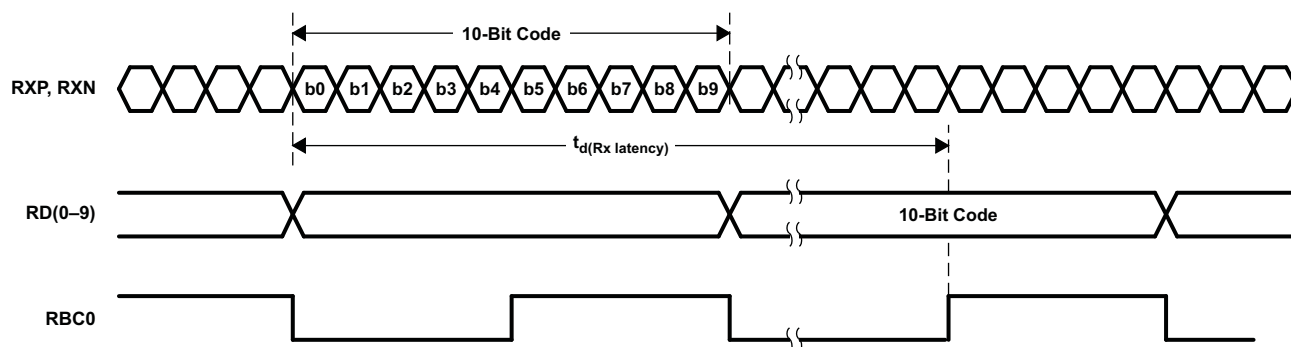 10-Bit Code
RXP, RXN
b0 b1 b2 b3 b4 b5 b6 b7 b8 b9
td(Rx latency)
RD(0–9)
10-Bit Code
RBC0